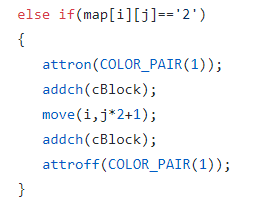 else if(map[i][j]=='2')
{
attron(COLOR_PAIR(1));
addch(cBlock);
move(i,j*2+1);
addch(cBlock);
attroff(COLOR_PAIR(1));
}